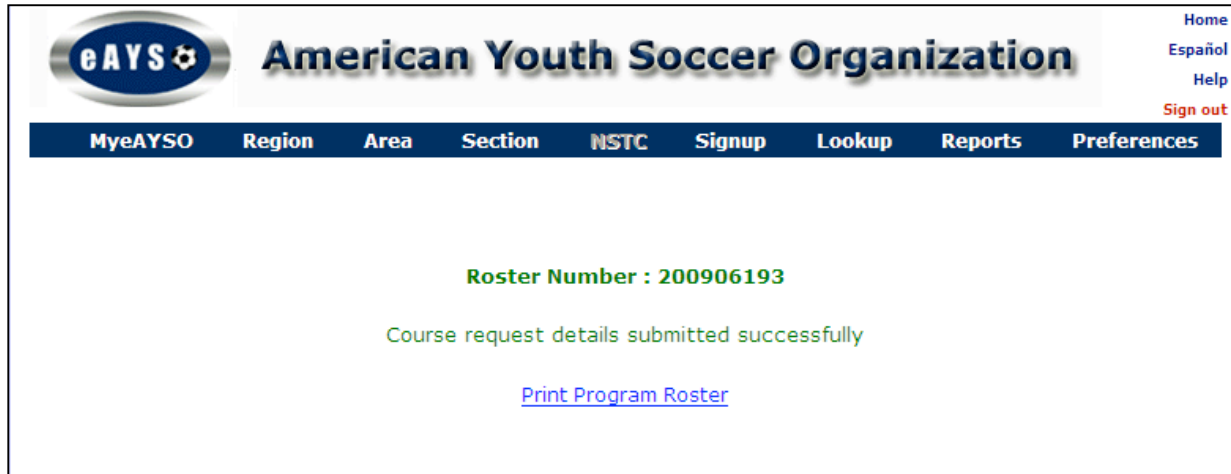 eAYSO
American Youth Soccer Organization
Home
Español
Help
Sign out
MyeAYSO Region Area Section NSTC Signup Lookup Reports Preferences
Roster Number : 200906193
Course request details submitted successfully
Print Program Roster